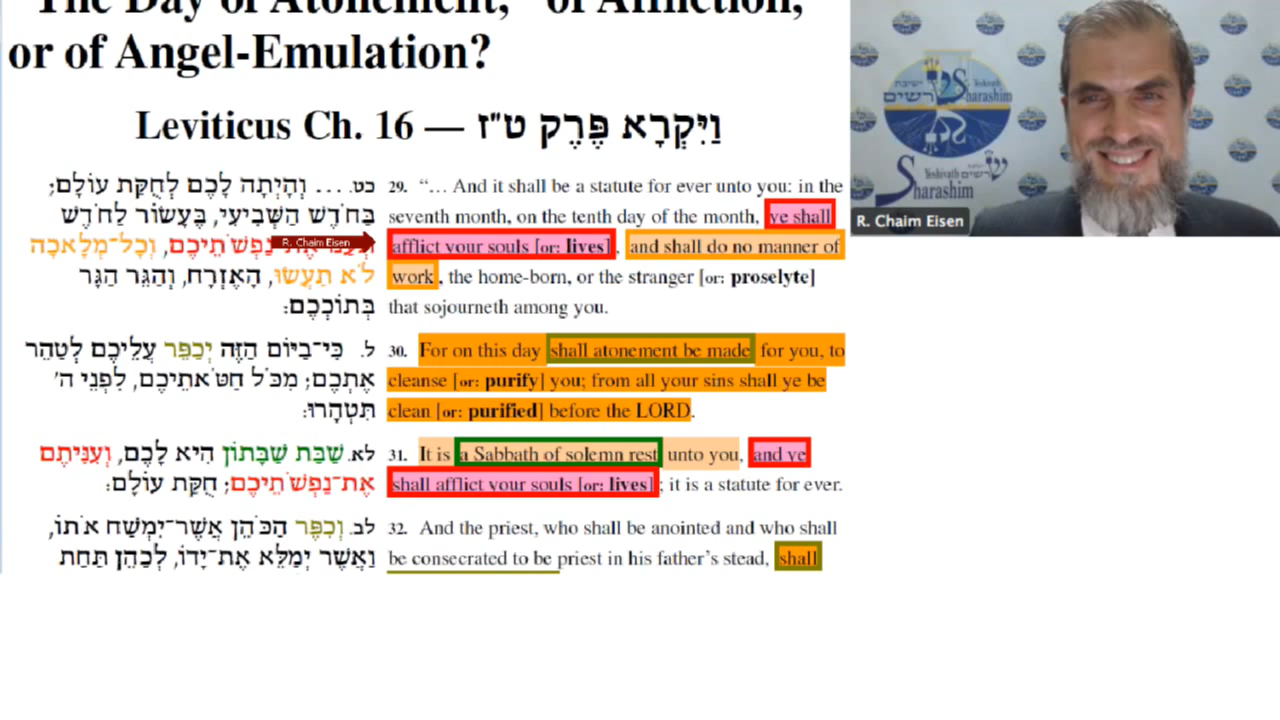 The Day of Atonement," "of Affliction,"
or of Angel-Emulation?
Leviticus Ch. 16 — וַיִּקְרָא פֶּרֶק ט"ז
כט. ... וְהָיְתָה לָכֶם לְחֻקַּת עוֹלָם;
בַּחֹדֶשׁ הַשְּׁבִיעִי, בֶּעָשׂוֹר לַחֹדֶשׁ
נַפְשֹׁתֵיכֶם, וְכָל־מְלָאכָה
לֹא תַעֲשׂוּ, הָאֶזְרָח, וְהַגֵּר הַגָּר
בְּתוֹכְכֶם:
ל. כִּי־בַיּוֹם הַזֶּה יְכַפֵּר עֲלֵיכֶם לְטַהֵר
אֶתְכֶם; מִכֹּל חַטֹּאתֵיכֶם, לִפְנֵי ה'
תִּטְהָרוּ:
לא. שַׁבַּת שַׁבָּתוֹן הִיא לָכֶם, וְעִנִּיתֶם
אֶת־נַפְשֹׁתֵיכֶם; חֻקַּת עוֹלָם:
לב. וְכִפֶּר הַכֹּהֵן אֲשֶׁר־יִמְשַׁח אֹתוֹ,
וַאֲשֶׁר יְמַלֵּא אֶת־יָדוֹ, לְכַהֵן תַּחַת
29. “… And it shall be a statute for ever unto you: in the
seventh month, on the tenth day of the month, ye shall
afflict your souls [or: lives], and shall do no manner of
work, the home-born, or the stranger [or: proselyte]
that sojourneth among you.
30. For on this day shall atonement be made for you, to
cleanse [or: purify] you; from all your sins shall ye be
clean [or: purified] before the LORD.
31. It is a Sabbath of solemn rest unto you, and ye
shall afflict your souls [or: lives]; it is a statute for ever.
32. And the priest, who shall be anointed and who shall
be consecrated to be priest in his father’s stead, shall
R. Chaim Eisen
ישיבת Yeshivath
שרשים Sharashim
Yeshivath
Sharashim
R. Chaim Eisen